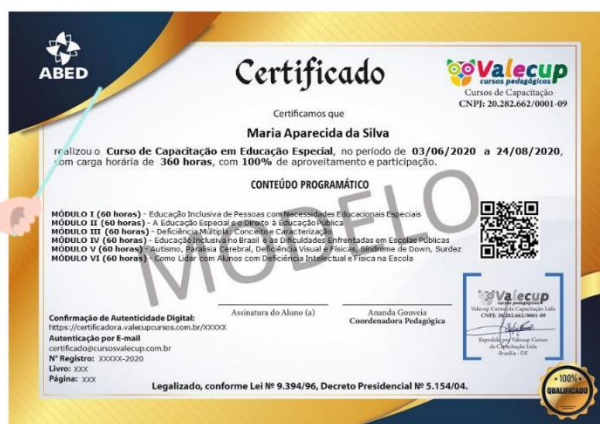 ABED
Certificado
Valecup
cursos pedagógicos
Cursos de Capacitação
CNPJ: 20.282.662/0001-09
Certificamos que
Maria Aparecida da Silva
realizou o Curso de Capacitação em Educação Especial, no período de 03/06/2020 a 24/08/2020,
com carga horária de 360 horas, com 100% de aproveitamento e participação.
CONTEÚDO PROGRAMÁTICO
MÓDULO I (60 horas) - Educação Inclusiva de Pessoas com Necessidades Educacionais Especiais
MÓDULO II (60 horas) - A Educação Especial e o Direito à Educação Pública
MÓDULO III (60 horas) - Deficiência Múltipla: Conceito e Caracterização
MÓDULO IV (60 horas) - Educação Inclusiva no Brasil e as Dificuldades Enfrentadas em Escolas Públicas
MÓDULO V (60 horas) - Autismo, Paralisia Cerebral, Deficiência Visual e Física, Síndrome de Down, Surdez
MÓDULO VI (60 horas) - Como Lidar com Alunos com Deficiência Intelectual e Física na Escola
MODELO
Assinatura do Aluno (a)
Ananda Gouveia
Coordenadora Pedagógica
Valecup
Valecup Cursos de Capacitação Ltda
CNPJ: 20.282.662/0001-09
Expedido por Valecup Cursos
de Capacitação Ltda
Brasília - DF
Confirmação de Autenticidade Digital:
https://certificadora.valecupcursos.com.br/XXXXX
Autenticação por E-mail
certificado@cursosvalecup.com.br
Nº Registro: XXXXX-2020
Livro: XXX
Página: XXX
Legalizado, conforme Lei Nº 9.394/96, Decreto Presidencial Nº 5.154/04.
100%
QUALIFICADO